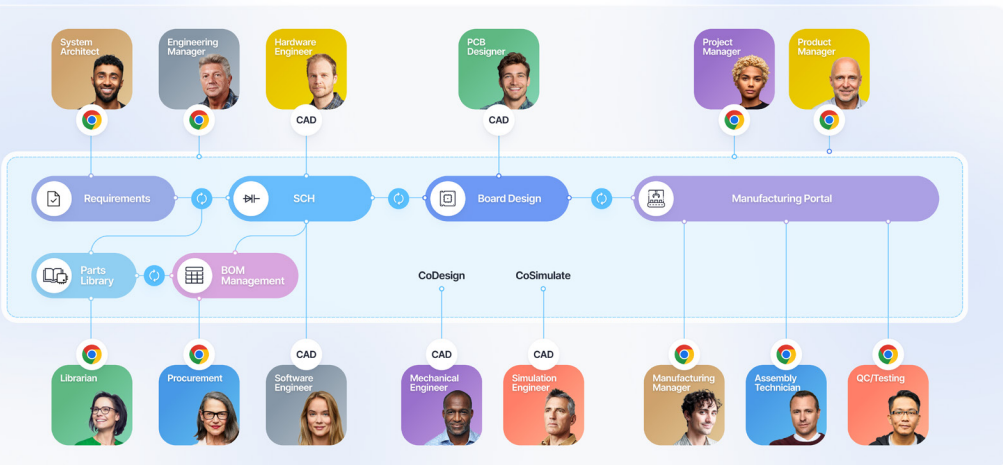 System
Architect
Engineering
Manager
Hardware
Engineer
PCB
Designer
Project
Manager
Product
Manager
CAD
CAD
Requirements
SCH
Board Design
Manufacturing Portal
Parts
Library
BOM
Management
CoDesign
CoSimulate
CAD
CAD
CAD
Librarian
Procurement
Software
Engineer
Mechanical
Engineer
Simulation
Engineer
Manufacturing
Manager
Assembly
Technician
QC/Testing